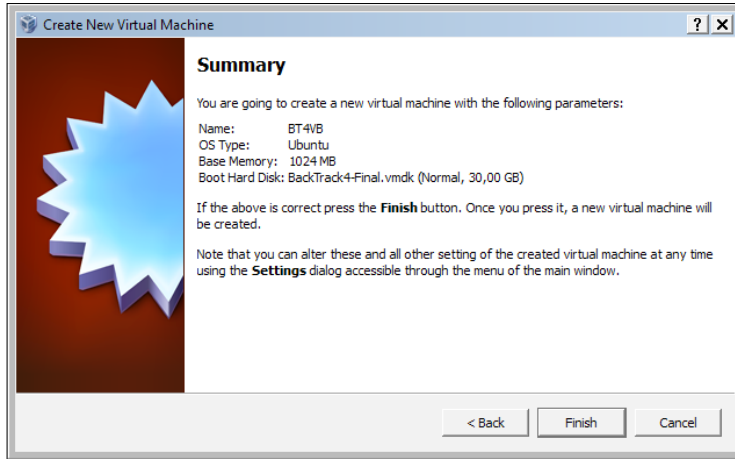 Create New Virtual Machine
? X
Summary
You are going to create a new virtual machine with the following parameters:
Name: BT4VB
OS Type: Ubuntu
Base Memory: 1024 MB
Boot Hard Disk: BackTrack4-Final.vmdk (Normal, 30,00 GB)
If the above is correct press the Finish button. Once you press it, a new virtual machine will
be created.
Note that you can alter these and all other setting of the created virtual machine at any time
using the Settings dialog accessible through the menu of the main window.
< Back Finish Cancel